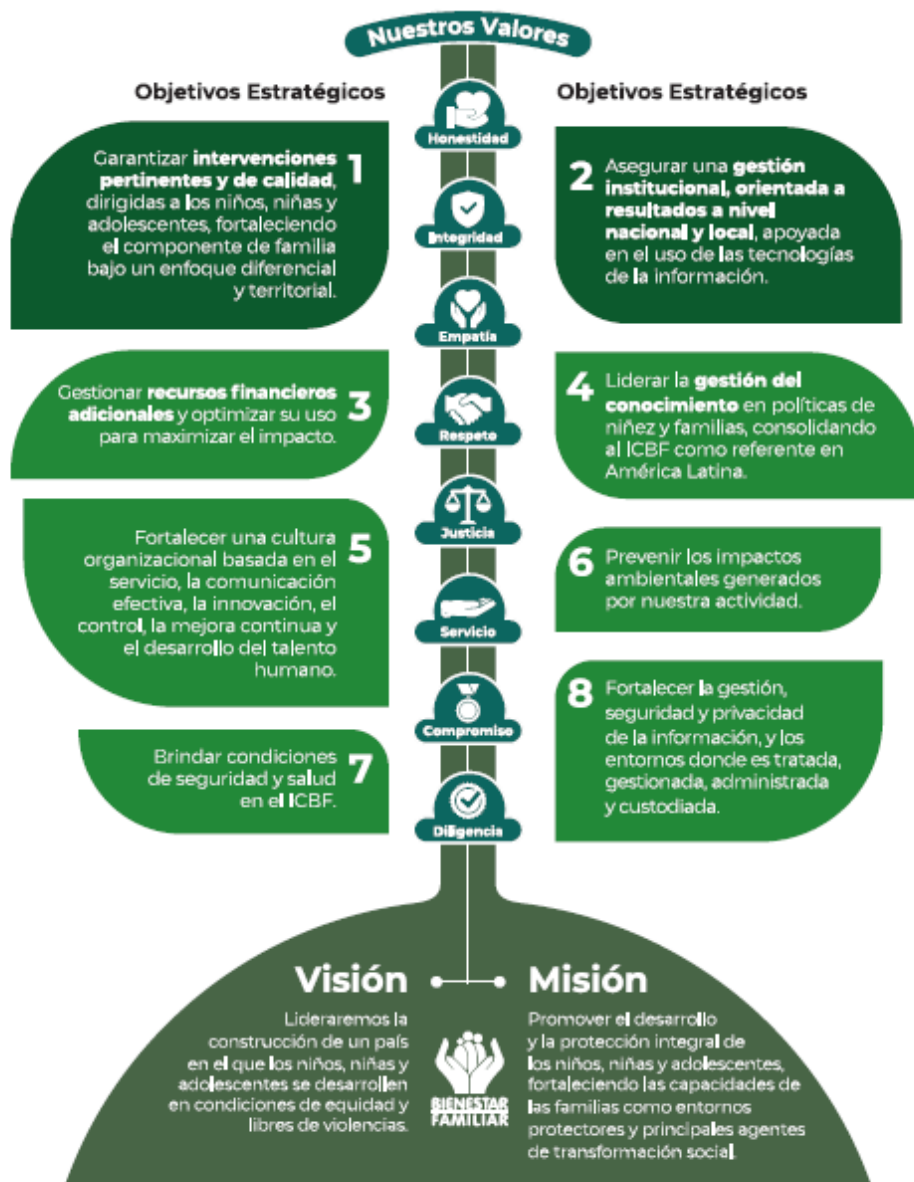 Nuestros Valores
Objetivos Estratégicos
Objetivos Estratégicos
Honestidad
Integridad
Empatía
Respeto
Justicia
Servicio
Compromiso
Diligencia
1
Garantizar intervenciones
pertinentes y de calidad,
dirigidas a los niños, niñas y
adolescentes, fortaleciendo
el componente de familia
bajo un enfoque diferencial
y territorial.
2
Asegurar una gestión
institucional, orientada a
resultados a nivel
nacional y local, apoyada
en el uso de las tecnologías
de la información.
3
Gestionar recursos financieros
adicionales y optimizar su uso
para maximizar el impacto.
4
Liderar la gestión del
conocimiento en políticas de
niñez y familias, consolidando
al ICBF como referente en
América Latina.
5
Fortalecer una cultura
organizacional basada en el
servicio, la comunicación
efectiva, la innovación, el
control, la mejora continua y
el desarrollo del talento
humano.
6
Prevenir los impactos
ambientales generados
por nuestra actividad.
7
Brindar condiciones
de seguridad y salud
en el ICBF.
8
Fortalecer la gestión,
seguridad y privacidad
de la información, y los
entornos donde es tratada,
gestionada, administrada
y custodiada.
Visión
Lideraremos la
construcción de un país
en el que los niños, niñas y
adolescentes se desarrollen
en condiciones de equidad y
libres de violencias.
BIENESTAR
FAMILIAR
Misión
Promover el desarrollo
y la protección integral de
los niños, niñas y adolescentes,
fortaleciendo las capacidades de
las familias como entornos
protectores y principales agentes
de transformación social.